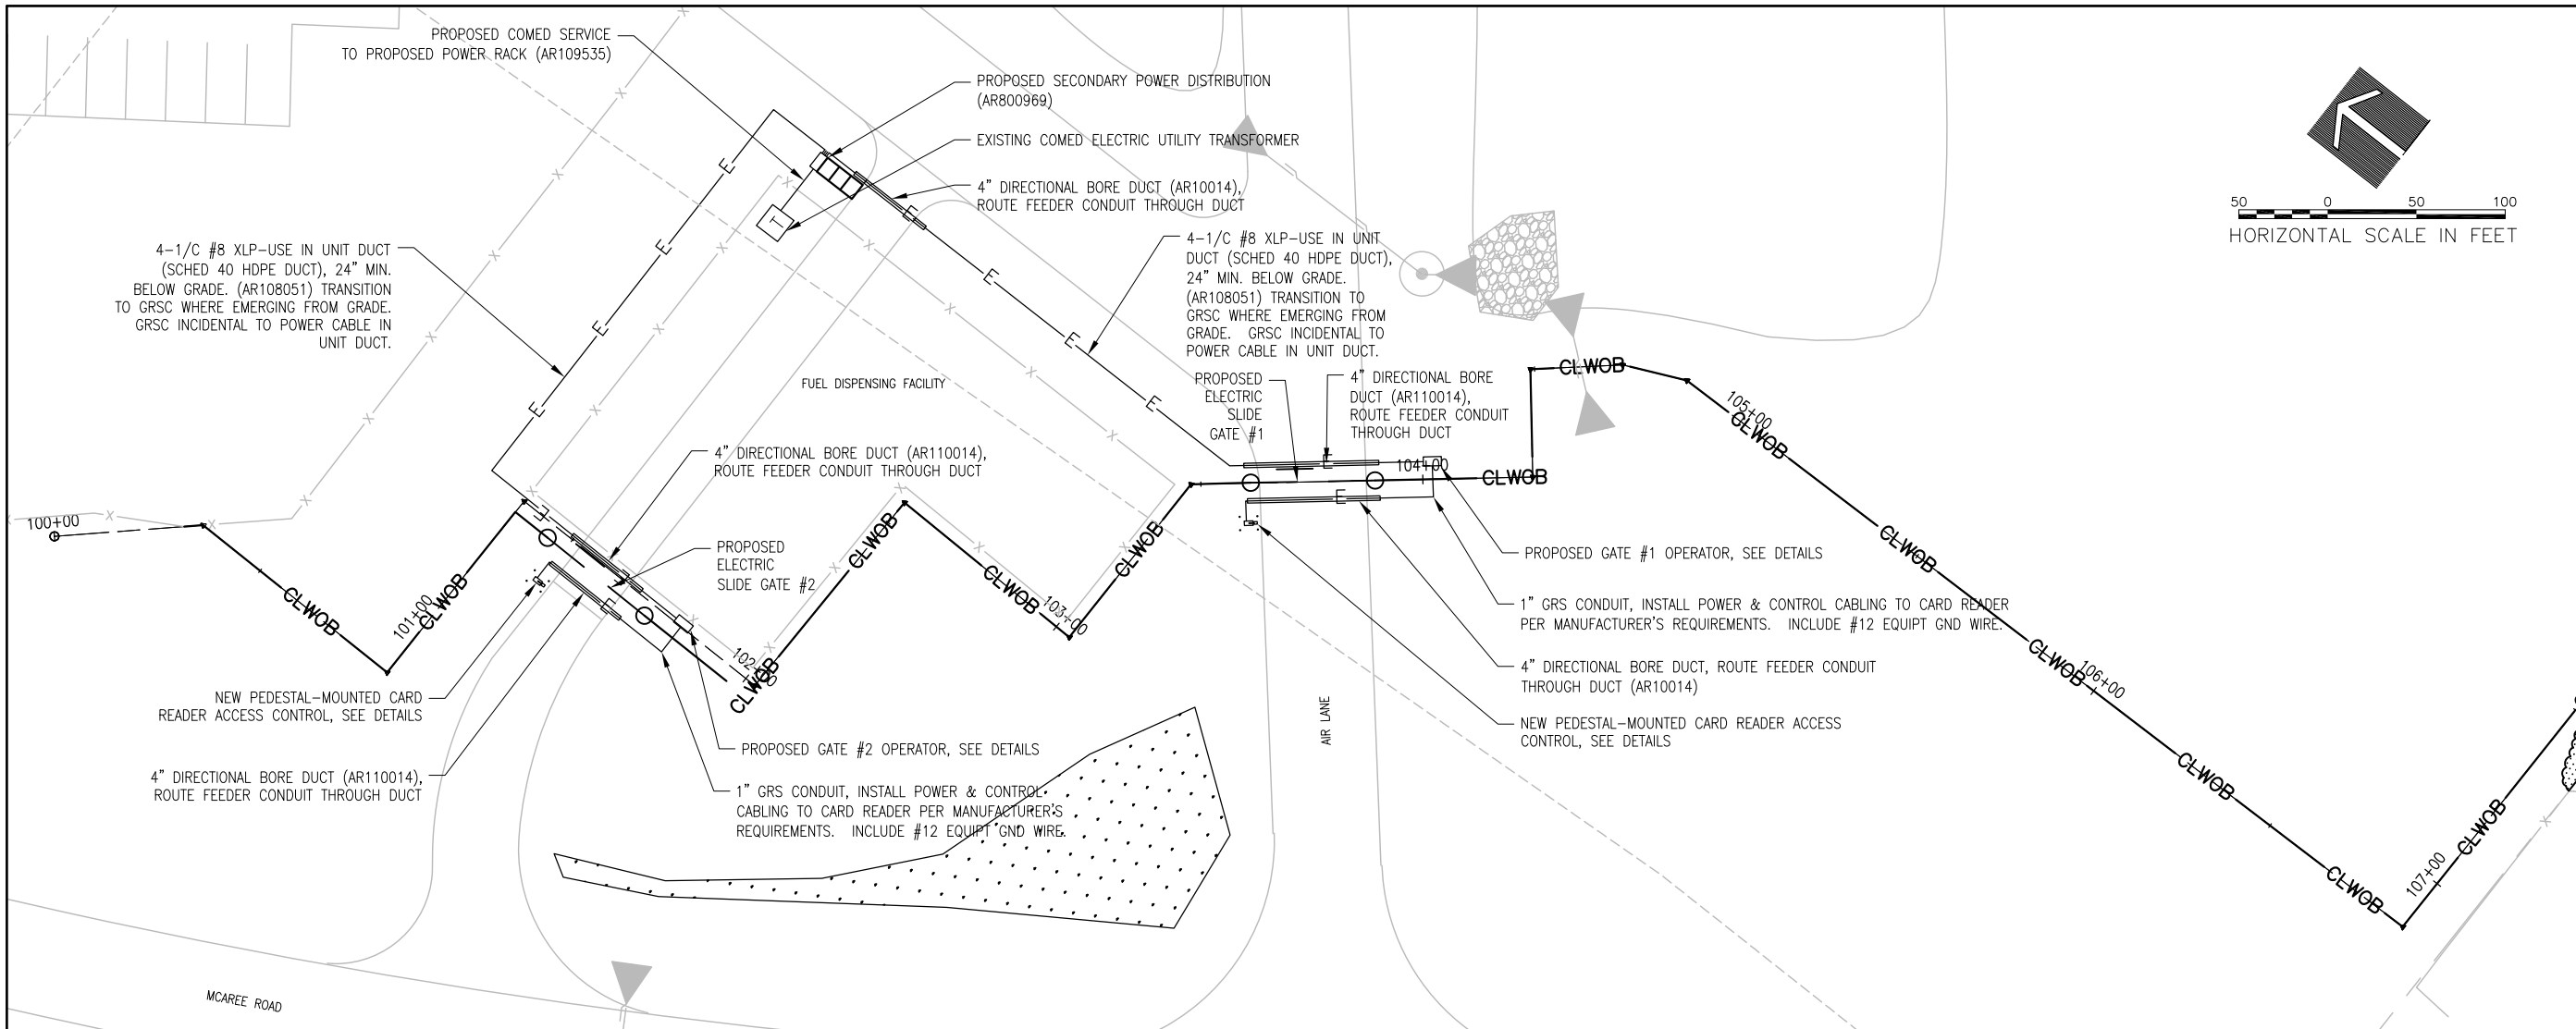 PROPOSED COMED SERVICE
TO PROPOSED POWER RACK (AR109535)
PROPOSED SECONDARY POWER DISTRIBUTION
(AR800969)
EXISTING COMED ELECTRIC UTILITY TRANSFORMER
4" DIRECTIONAL BORE DUCT (AR10014),
ROUTE FEEDER CONDUIT THROUGH DUCT
T
50 0 50 100
HORIZONTAL SCALE IN FEET
4-1/C #8 XLP-USE IN UNIT DUCT
(SCHED 40 HDPE DUCT), 24" MIN.
BELOW GRADE. (AR108051) TRANSITION
TO GRSC WHERE EMERGING FROM GRADE.
GRSC INCIDENTAL TO POWER CABLE IN
UNIT DUCT.
4-1/C #8 XLP-USE IN UNIT
DUCT (SCHED 40 HDPE DUCT),
24" MIN. BELOW GRADE.
(AR108051) TRANSITION TO
GRSC WHERE EMERGING FROM
GRADE. GRSC INCIDENTAL TO
POWER CABLE IN UNIT DUCT.
E
E
E
E
E
E
E
E
E
FUEL DISPENSING FACILITY
PROPOSED
ELECTRIC
SLIDE
GATE #1
4" DIRECTIONAL BORE
DUCT (AR110014),
ROUTE FEEDER CONDUIT
THROUGH DUCT
4" DIRECTIONAL BORE DUCT (AR110014),
ROUTE FEEDER CONDUIT THROUGH DUCT
PROPOSED
ELECTRIC
SLIDE GATE #2
100+00
CLWOB
101+00
CLWOB
102+00
CLWOB
CLWOB
CLWOB
103+00
CLWOB
104+00
CLWOB
CLWOB
105+00
CLWOB
CLWOB
CLWOB
106+00
CLWOB
CLWOB
107+00
CLWOB
E
E
E
PROPOSED GATE #1 OPERATOR, SEE DETAILS
1" GRS CONDUIT, INSTALL POWER & CONTROL CABLING TO CARD READER
PER MANUFACTURER'S REQUIREMENTS. INCLUDE #12 EQUIPT GND WIRE.
4" DIRECTIONAL BORE DUCT, ROUTE FEEDER CONDUIT
THROUGH DUCT (AR10014)
NEW PEDESTAL-MOUNTED CARD READER ACCESS
CONTROL, SEE DETAILS
NEW PEDESTAL-MOUNTED CARD
READER ACCESS CONTROL, SEE DETAILS
4" DIRECTIONAL BORE DUCT (AR110014),
ROUTE FEEDER CONDUIT THROUGH DUCT
PROPOSED GATE #2 OPERATOR, SEE DETAILS
1" GRS CONDUIT, INSTALL POWER & CONTROL
CABLING TO CARD READER PER MANUFACTURER'S
REQUIREMENTS. INCLUDE #12 EQUIPT GND WIRE.
AIR LANE
MCAREE ROAD